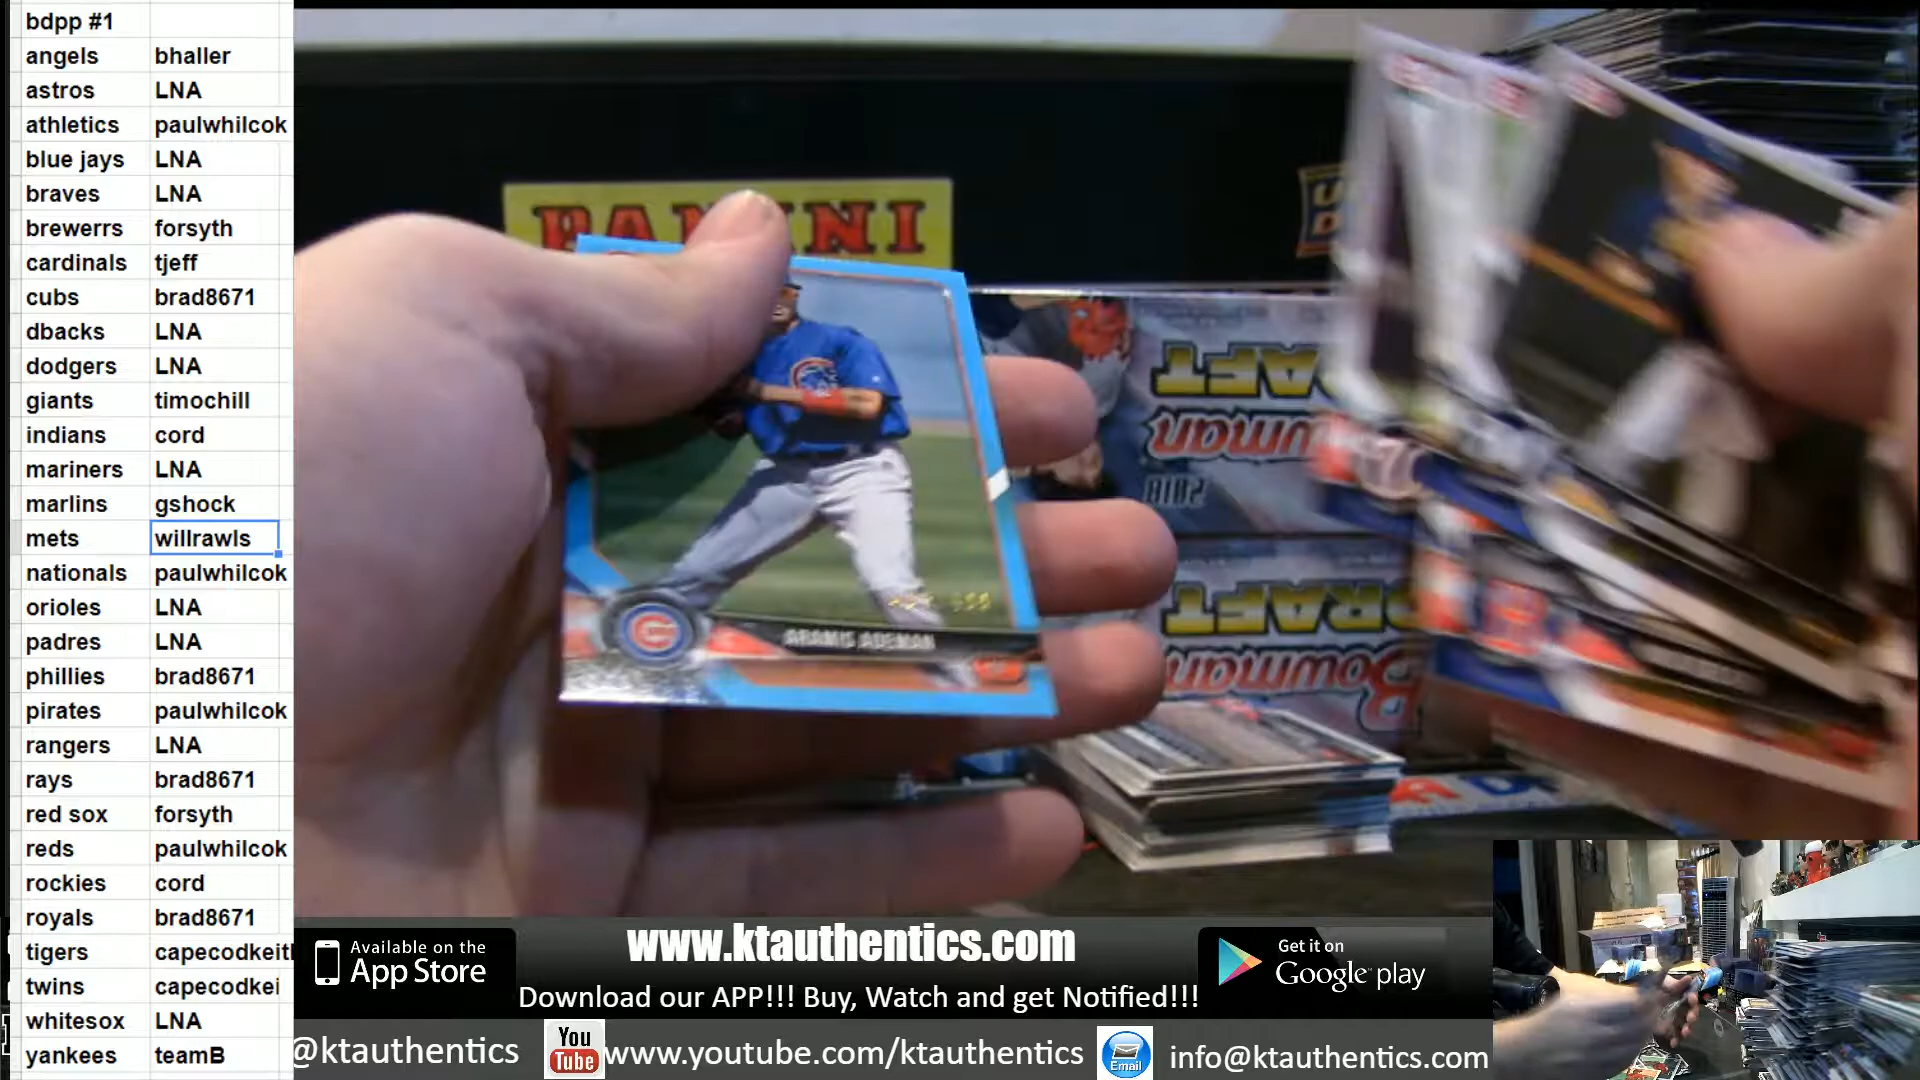 bdpp #1
angels bhaller
astros LNA
athletics paulwhilcok
blue jays LNA
braves LNA
brewerrs forsyth
cardinals tjeff
cubs brad8671
dbacks LNA
dodgers LNA
giants timochill
indians cord
mariners LNA
marlins gshock
mets willrawls
nationals paulwhilcok
orioles LNA
padres LNA
phillies brad8671
pirates paulwhilcok
rangers LNA
rays brad8671
red sox forsyth
reds paulwhilcok
rockies cord
royals brad8671
tigers capecodkeit
twins capecodkei
whitesox LNA
yankees teamB
PANINI
ARAMIS ADEMAN
DRAFT
Bowman
2018
DRAFT
Bowman
Available on the
App Store
www.ktauthentics.com
Get it on
Google play
Download our APP!!! Buy, Watch and get Notified!!!
@ktauthentics
You
Tube
www.youtube.com/ktauthentics
Email
info@ktauthentics.com